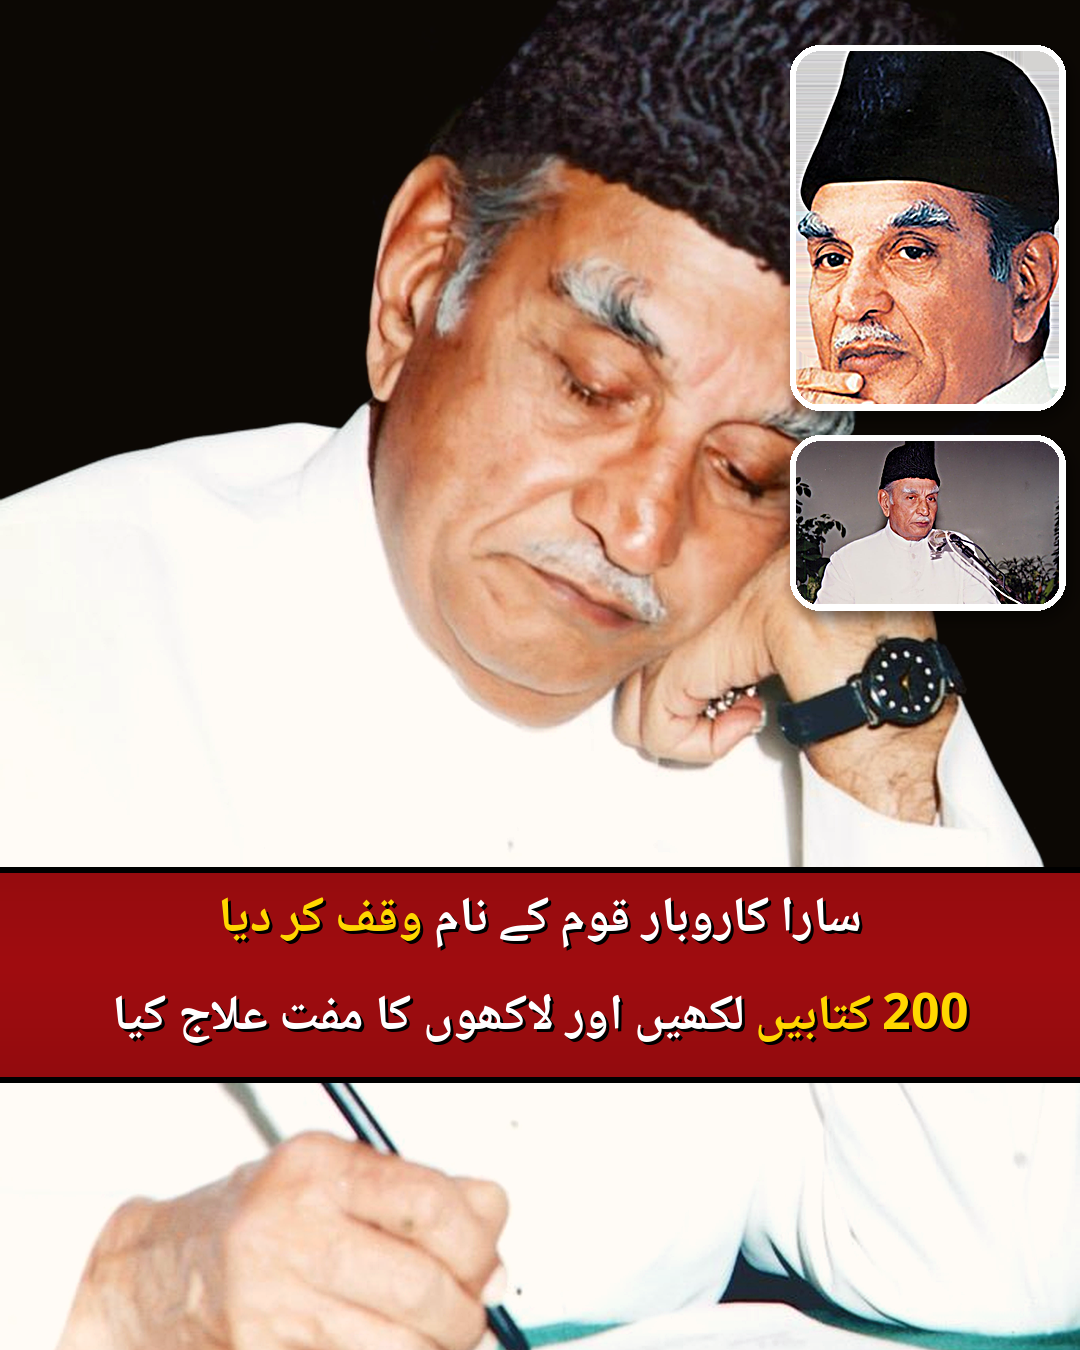 سارا کاروبار قوم کے نام وقف کر دیا
200 کتابیں لکھیں اور لاکھوں کا مفت علاج کیا